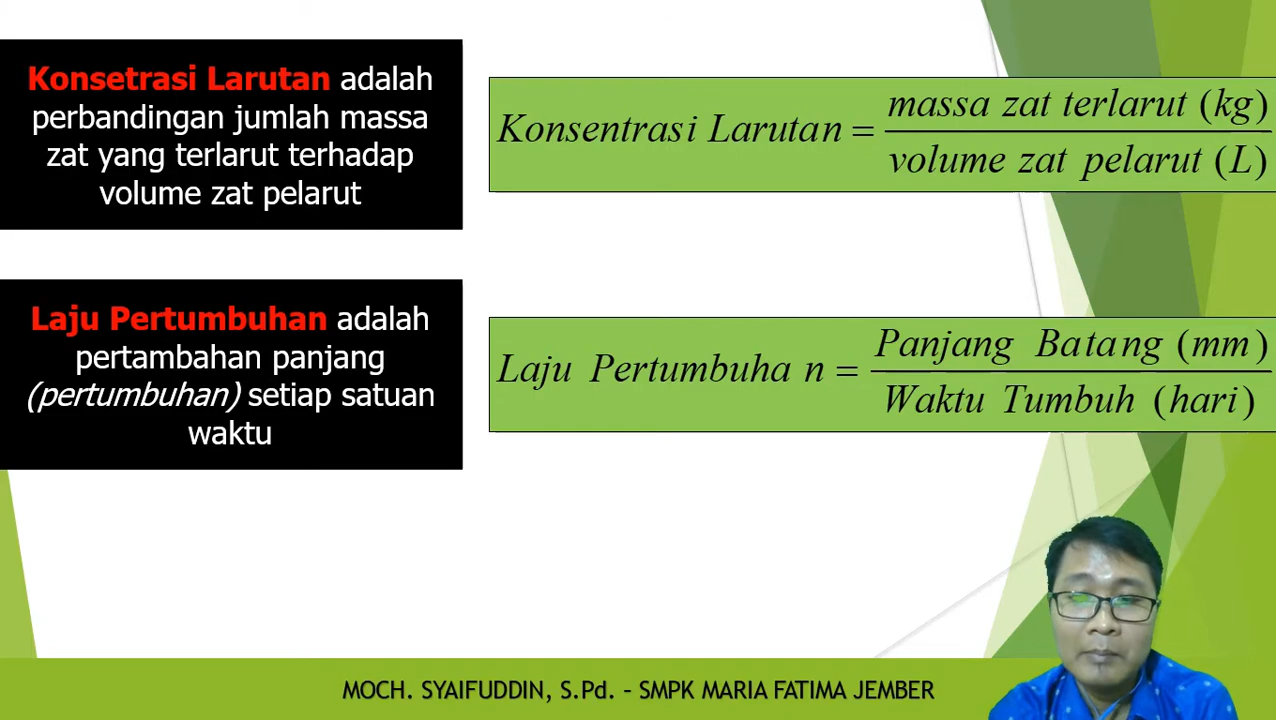 Konsetrasi Larutan adalah
perbandingan jumlah massa
zat yang terlarut terhadap
volume zat pelarut
Konsentrasi Larutan = massa zat terlarut (kg)
volume zat pelarut (L)
Laju Pertumbuhan adalah
pertambahan panjang
(pertumbuhan) setiap satuan
waktu
Laju Pertumbuha n = Panjang Batang (mm)
Waktu Tumbuh (hari)
MOCH. SYAIFUDDIN, S.Pd. – SMPK MARIA FATIMA JEMBER